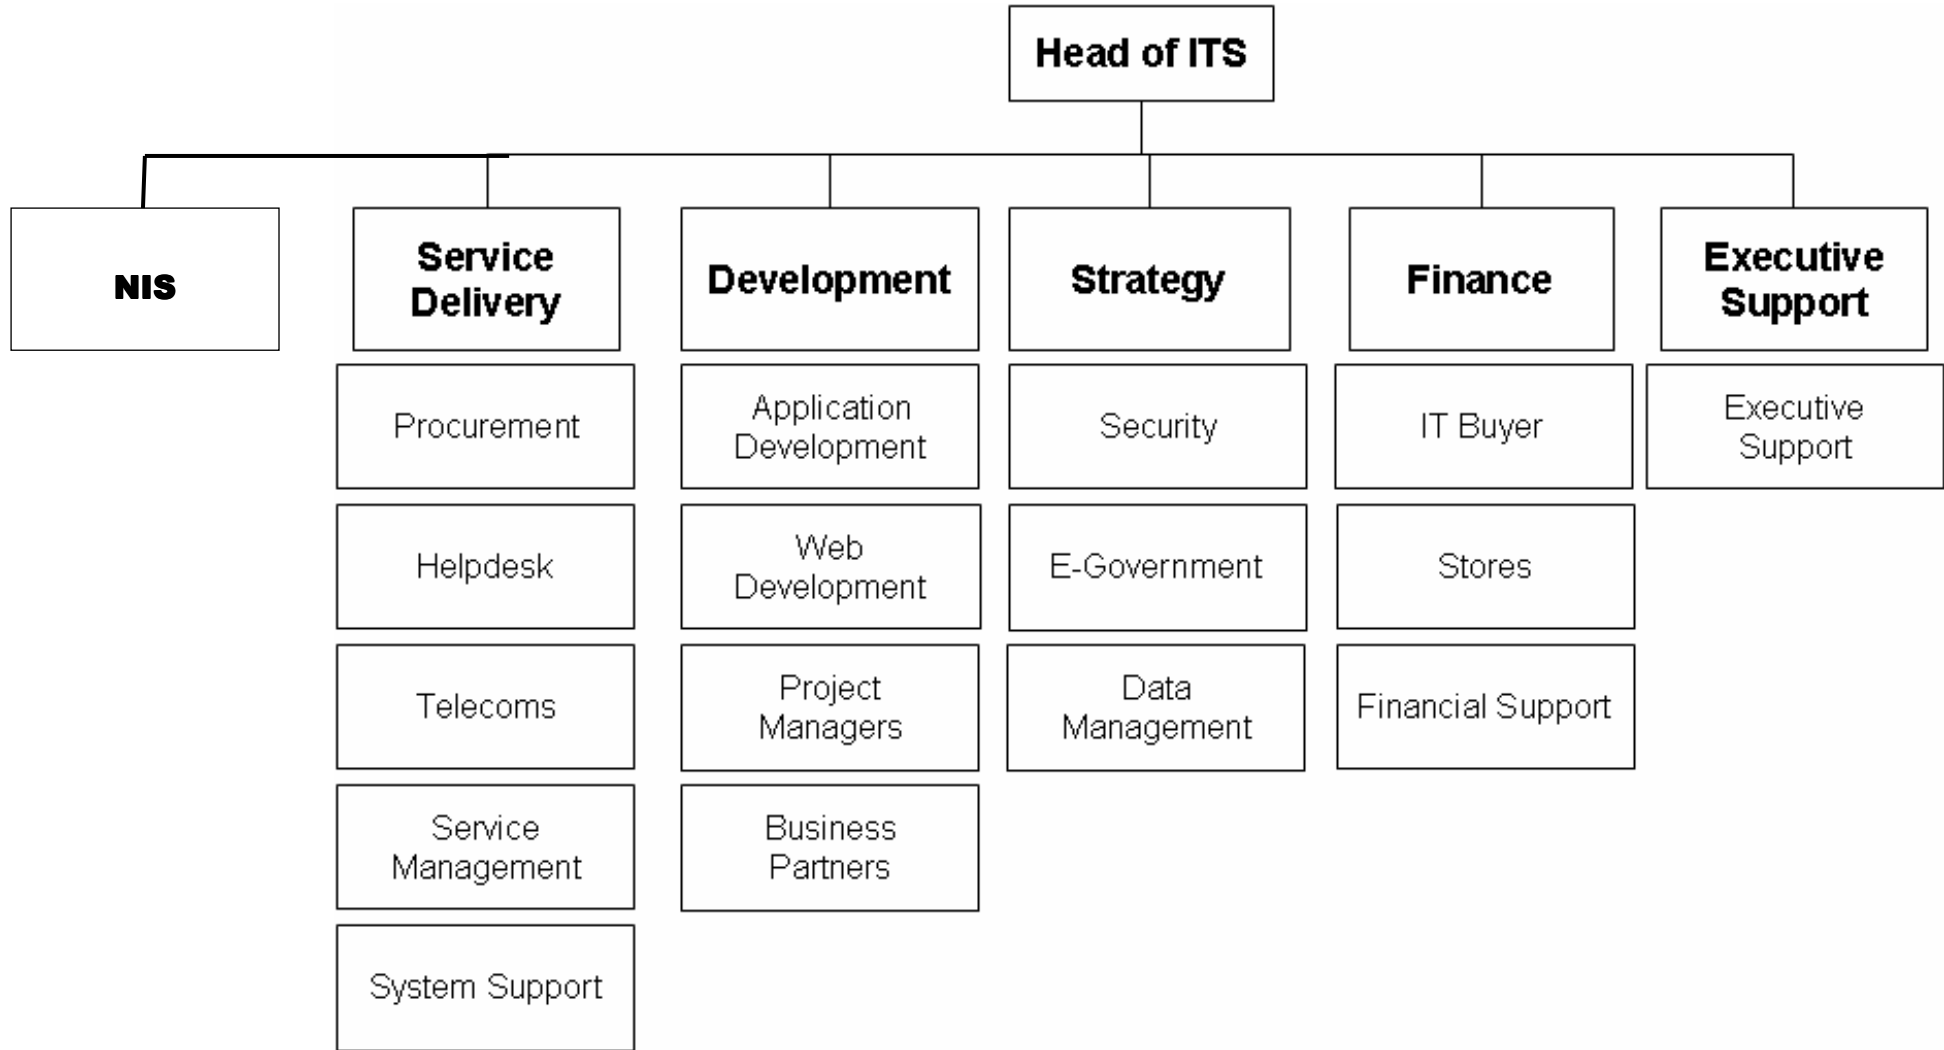 Head of ITS
NIS
Service
Delivery
Development
Strategy
Finance
Executive
Support
Procurement
Application
Development
Security
IT Buyer
Executive
Support
Helpdesk
Web
Development
E-Government
Stores
Telecoms
Project
Managers
Data
Management
Financial Support
Service
Management
Business
Partners
System Support